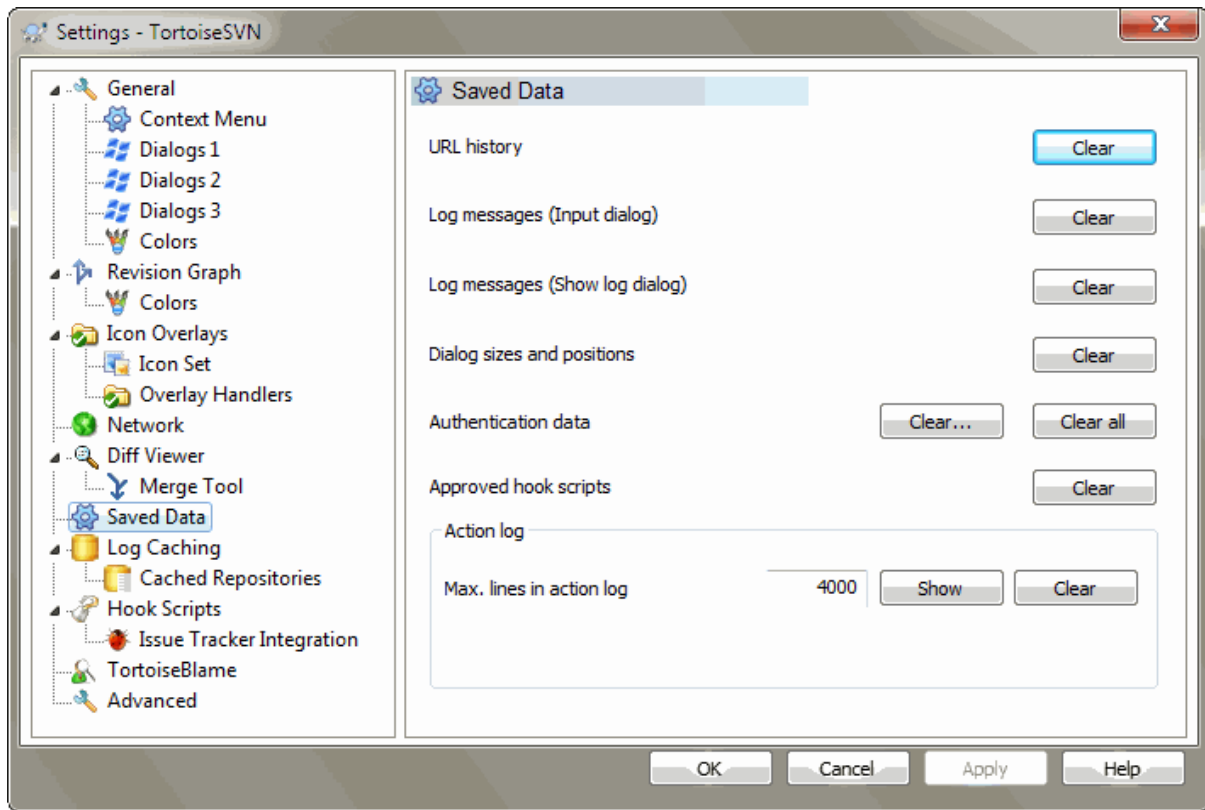 Settings - TortoiseSVN
General
Context Menu
Dialogs 1
Dialogs 2
Dialogs 3
Colors
Revision Graph
Colors
Icon Overlays
Icon Set
Overlay Handlers
Network
Diff Viewer
Merge Tool
Saved Data
Log Caching
Cached Repositories
Hook Scripts
Issue Tracker Integration
TortoiseBlame
Advanced
Saved Data
URL history Clear
Log messages (Input dialog) Clear
Log messages (Show log dialog) Clear
Dialog sizes and positions Clear
Authentication data Clear... Clear all
Approved hook scripts Clear
Action log
Max. lines in action log 4000 Show Clear
OK Cancel Apply Help